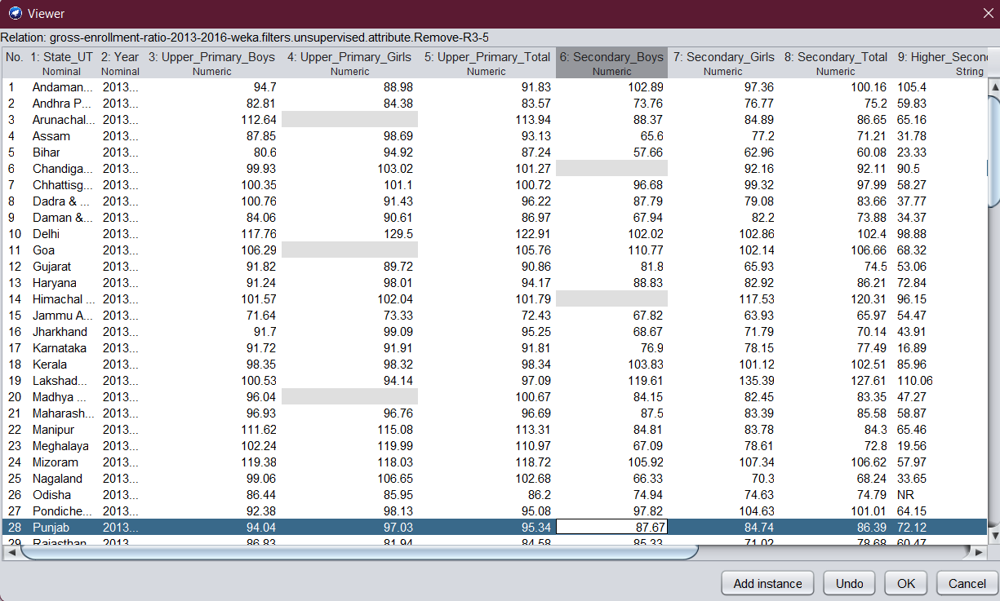 Viewer
Relation: gross-enrollment-ratio-2013-2016-weka.filters.unsupervised.attribute.Remove-R3-5
No. 1: State_UT 2: Year 3: Upper_Primary_Boys 4: Upper_Primary_Girls 5: Upper_Primary_Total 6: Secondary_Boys 7: Secondary_Girls 8: Secondary_Total 9: Higher_Secon
Nominal Nominal Numeric Numeric Numeric Numeric Numeric Numeric String
1 Andaman... 2013... 94.7 88.98 91.83 102.89 97.36 100.16 105.4
2 Andhra P... 2013... 82.81 84.38 83.57 73.76 76.77 75.2 59.83
3 Arunachal... 2013... 112.64 113.94 88.37 84.89 86.65 65.16
4 Assam 2013... 87.85 98.69 93.13 65.6 77.2 71.21 31.78
5 Bihar 2013... 80.6 94.92 87.24 57.66 62.96 60.08 23.33
6 Chandiga... 2013... 99.93 103.02 101.27 92.16 92.11 90.5
7 Chhattisg... 2013... 100.35 101.1 100.72 96.68 99.32 97.99 58.27
8 Dadra & ... 2013... 100.76 91.43 96.22 87.79 79.08 83.66 37.77
9 Daman &... 2013... 84.06 90.61 86.97 67.94 82.2 73.88 34.37
10 Delhi 2013... 117.76 129.5 122.91 102.02 102.86 102.4 98.88
11 Goa 2013... 106.29 105.76 110.77 102.14 106.66 68.32
12 Gujarat 2013... 91.82 89.72 90.86 81.8 65.93 74.5 53.06
13 Haryana 2013... 91.24 98.01 94.17 88.83 82.92 86.21 72.84
14 Himachal ... 2013... 101.57 102.04 101.79 117.53 120.31 96.15
15 Jammu A... 2013... 71.64 73.33 72.43 67.82 63.93 65.97 54.47
16 Jharkhand 2013... 91.7 99.09 95.25 68.67 71.79 70.14 43.91
17 Karnataka 2013... 91.72 91.91 91.81 76.9 78.15 77.49 16.89
18 Kerala 2013... 98.35 98.32 98.34 103.83 101.12 102.51 85.96
19 Lakshad... 2013... 100.53 94.14 97.09 119.61 135.39 127.61 110.06
20 Madhya ... 2013... 96.04 100.67 84.15 82.45 83.35 47.27
21 Maharash... 2013... 96.93 96.76 96.69 87.5 83.39 85.58 58.87
22 Manipur 2013... 111.62 115.08 113.31 84.81 83.78 84.3 65.46
23 Meghalaya 2013... 102.24 119.99 110.97 67.09 78.61 72.8 19.56
24 Mizoram 2013... 119.38 118.03 118.72 105.92 107.34 106.62 57.97
25 Nagaland 2013... 99.06 106.65 102.68 66.33 70.3 68.24 33.65
26 Odisha 2013... 86.44 85.95 86.2 74.94 74.63 74.79 NR
27 Pondiche... 2013... 92.38 98.13 95.08 97.82 104.63 101.01 64.15
28 Punjab 2013... 94.04 97.03 95.34 87.67 84.74 86.39 72.12
29 Rajasthan 2013... 86.83 81.94 84.58 85.33 71.02 78.68 60.47
Add instance Undo OK Cancel